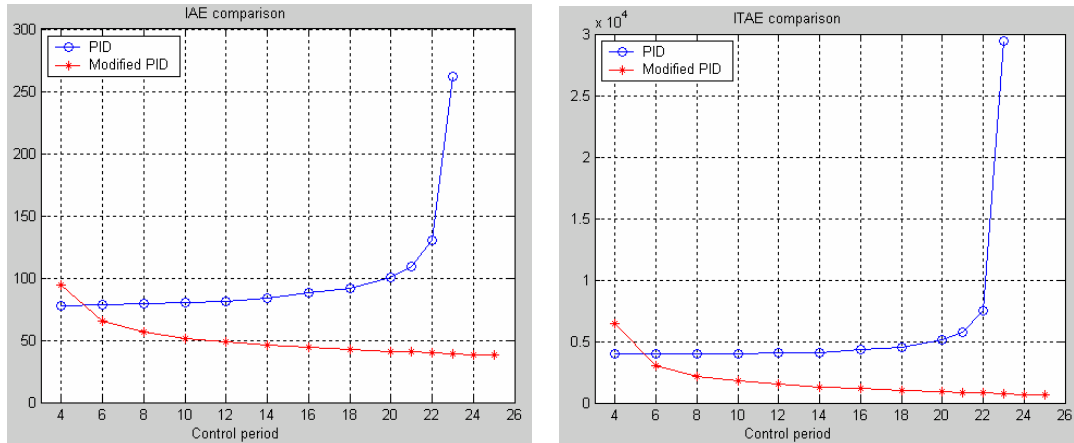 IAE comparison
300
250
200
150
100
50
0
PID
Modified PID
4 6 8 10 12 14 16 18 20 22 24 26
Control period
x 10^4
ITAE comparison
3
2.5
2
1.5
1
0.5
0
PID
Modified PID
4 6 8 10 12 14 16 18 20 22 24 26
Control period